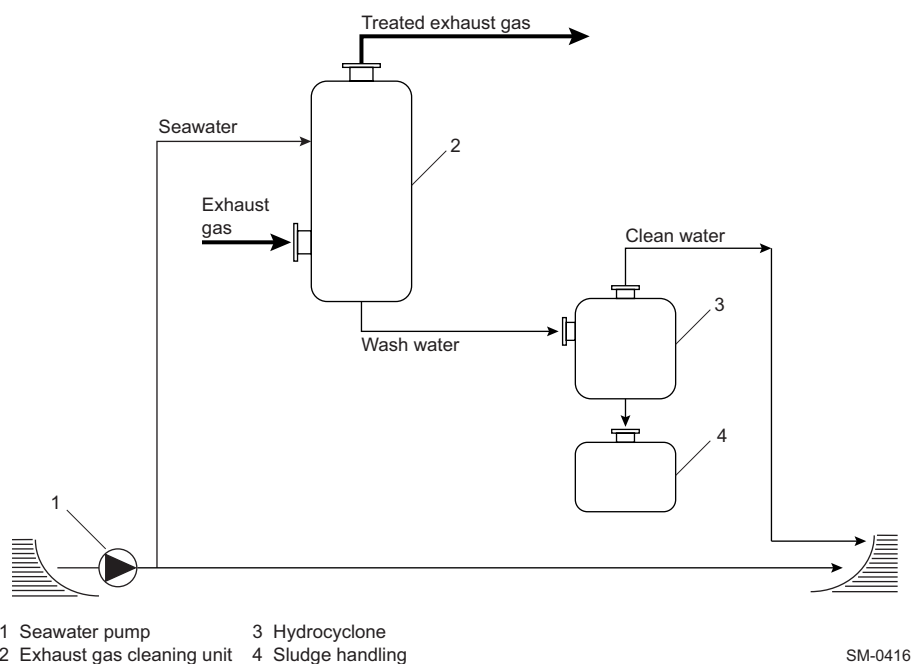 Treated exhaust gas
Seawater
2
Exhaust
gas
Clean water
3
Wash water
4
1
1 Seawater pump
3 Hydrocyclone
2 Exhaust gas cleaning unit
4 Sludge handling
SM-0416